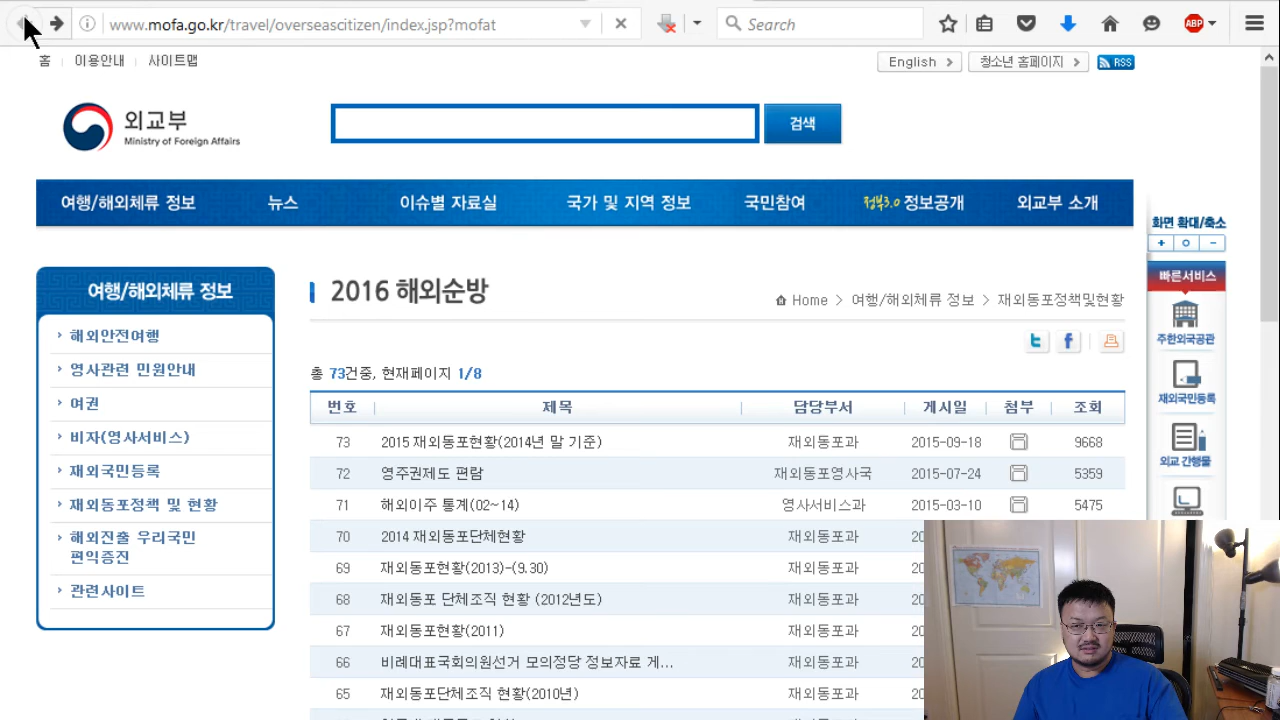 www.mofa.go.kr/travel/overseascitizen/index.jsp?mofat
Search
ABP
홈
이용안내
사이트맵
English
청소년 홈페이지
RSS
외교부
Ministry of Foreign Affairs
검색
여행/해외체류 정보 뉴스 이슈별 자료실 국가 및 지역 정보 국민참여 정부3.0 정보공개 외교부 소개
화면 확대/축소
빠른서비스
주한외국공관
재외국민등록
외교 간행물
여행/해외체류 정보
해외안전여행
영사관련 민원안내
여권
비자(영사서비스)
재외국민등록
재외동포정책 및 현황
해외진출 우리국민
편익증진
관련사이트
2016 해외순방
Home > 여행/해외체류 정보 > 재외동포정책및현황
총 73건중, 현재페이지 1/8
번호 제목 담당부서 게시일 첨부 조회
73 2015 재외동포현황(2014년 말 기준) 재외동포과 2015-09-18 9668
72 영주권제도 편람 재외동포영사국 2015-07-24 5359
71 해외이주 통계(02~14) 영사서비스과 2015-03-10 5475
70 2014 재외동포단체현황 재외동포과 20
69 재외동포현황(2013)-(9.30) 재외동포과 20
68 재외동포 단체조직 현황 (2012년도) 재외동포과 20
67 재외동포현황(2011) 재외동포과 20
66 비례대표국회의원선거 모의정당 정보자료 게... 재외동포과 20
65 재외동포단체조직 현황(2010년) 재외동포과 20